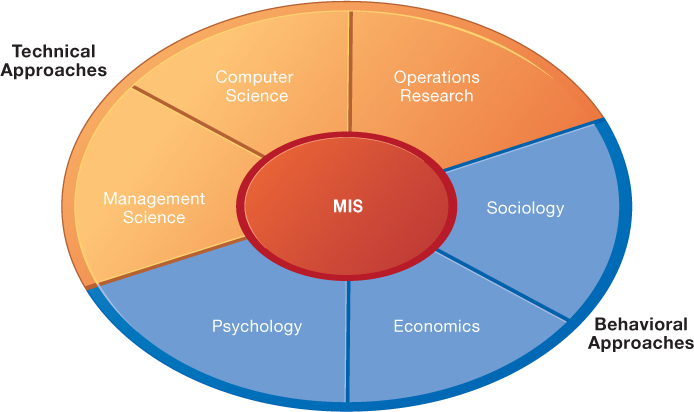 Technical
Approaches
Computer
Science
Operations
Research
Management
Science
MIS
Sociology
Psychology
Economics
Behavioral
Approaches